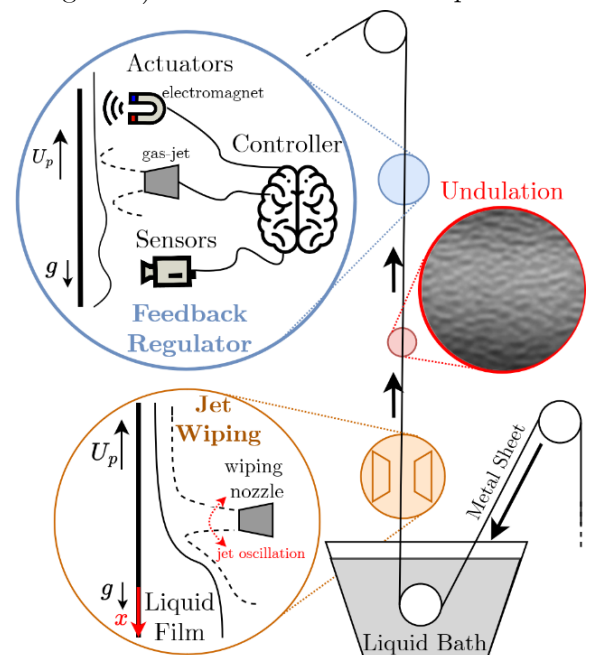 Actuators
electromagnet
Controller
U_p
gas-jet
Undulation
Sensors
g
Feedback
Regulator
Jet
Wiping
U_p
wiping
nozzle
Metal Sheet
jet oscillation
g
x
Liquid
Film
Liquid Bath